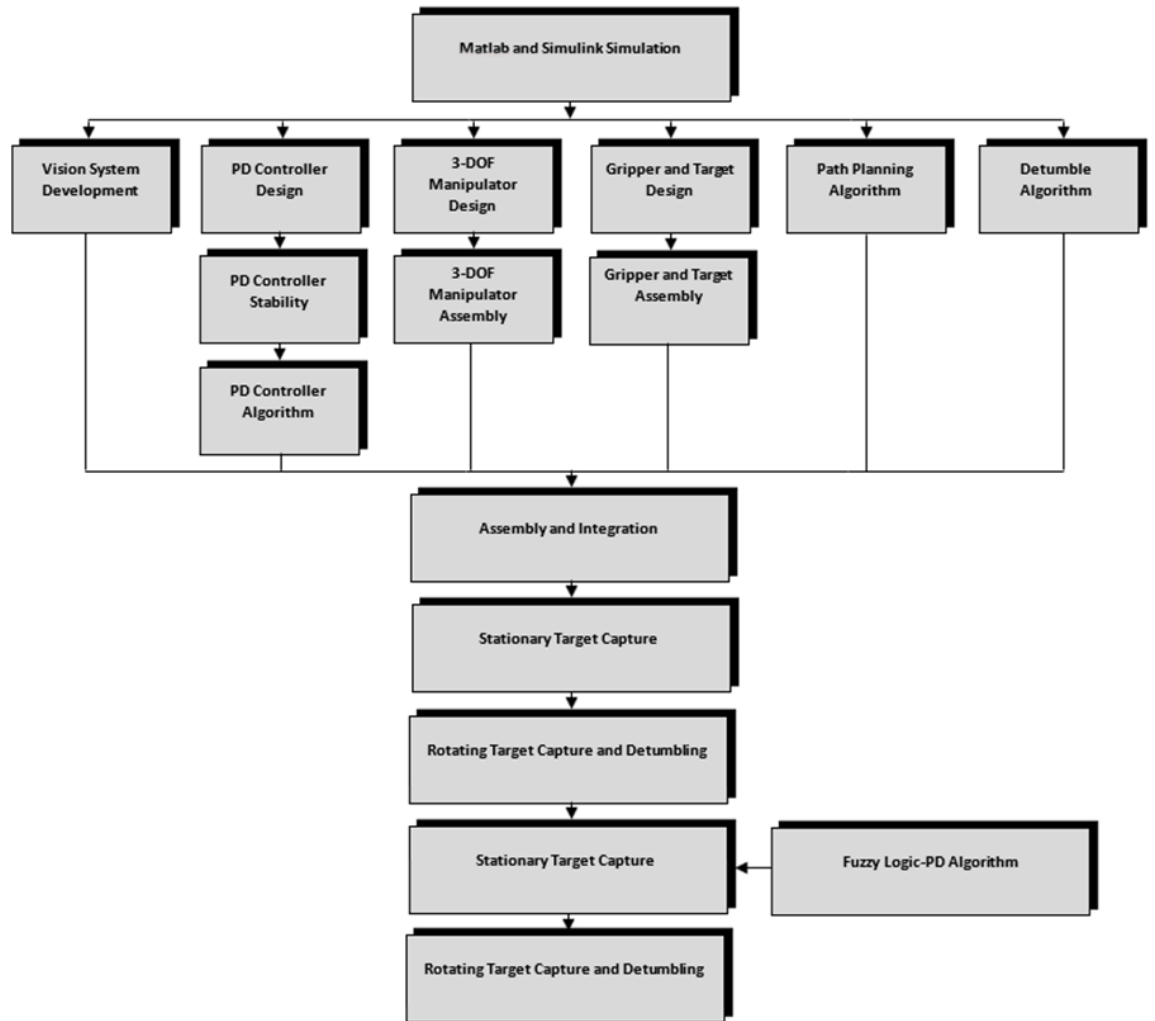 Matlab and Simulink Simulation
Vision System
Development
PD Controller
Design
3-DOF
Manipulator
Design
Gripper and Target
Design
Path Planning
Algorithm
Detumble
Algorithm
PD Controller
Stability
3-DOF
Manipulator
Assembly
Gripper and Target
Assembly
PD Controller
Algorithm
Assembly and Integration
Stationary Target Capture
Rotating Target Capture and Detumbling
Stationary Target Capture
Fuzzy Logic-PD Algorithm
Rotating Target Capture and Detumbling